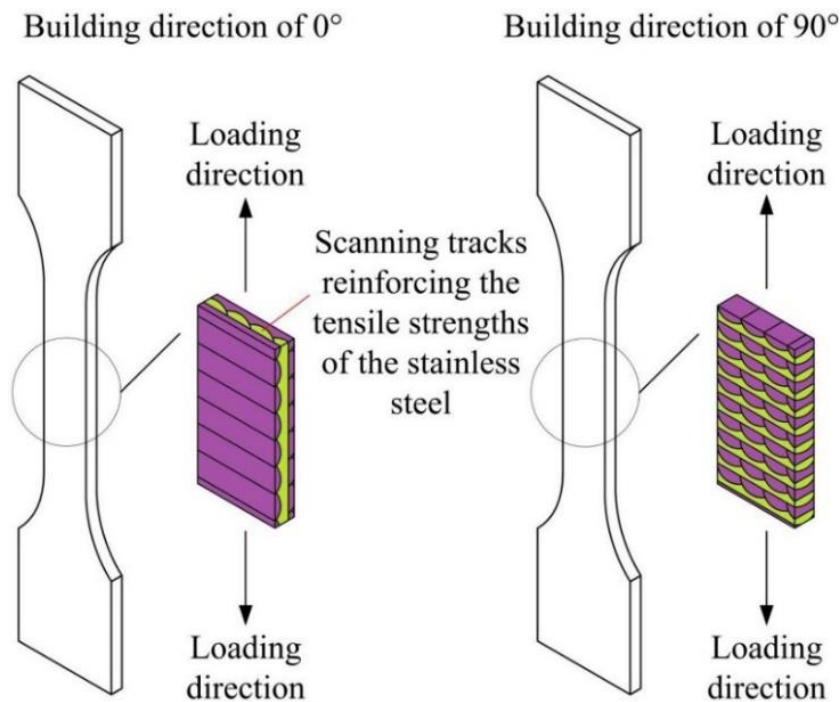 Building direction of 0°
Building direction of 90°
Loading
direction
Loading
direction
Scanning tracks
reinforcing the
tensile strengths
of the stainless
steel
Loading
direction
Loading
direction